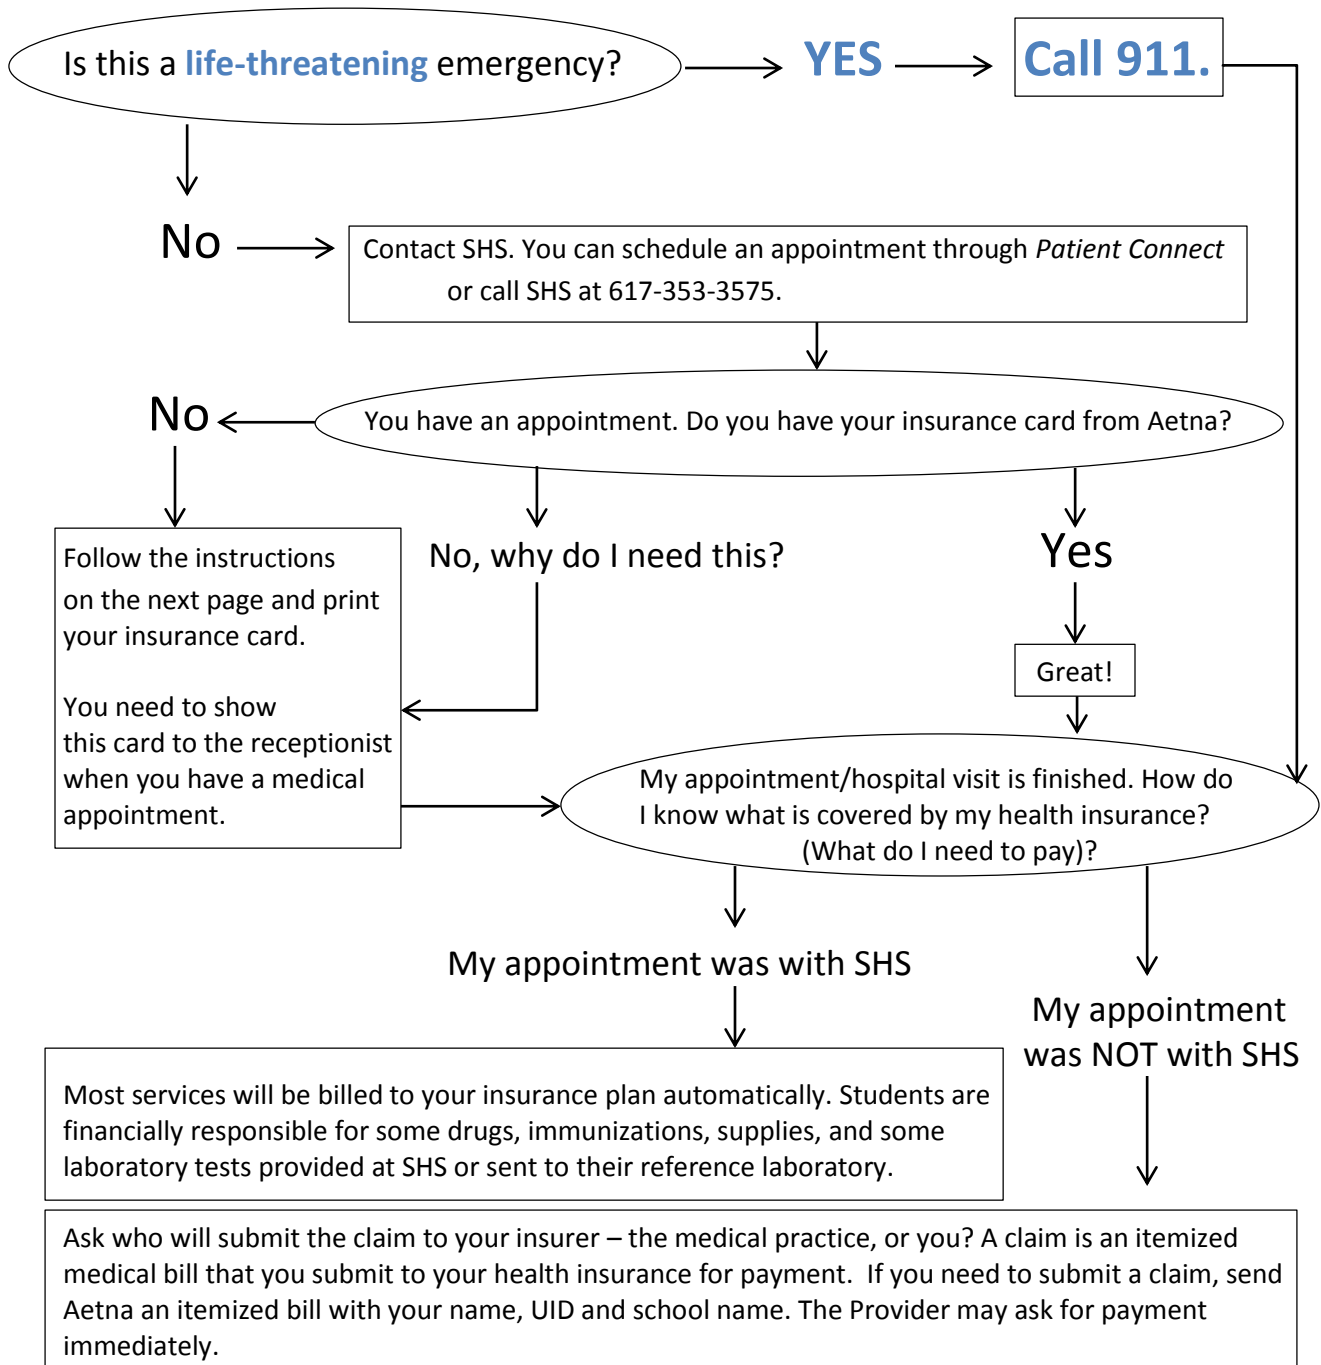 Is this a life-threatening emergency?
YES
Call 911.
No
Contact SHS. You can schedule an appointment through Patient Connect
or call SHS at 617-353-3575.
No
You have an appointment. Do you have your insurance card from Aetna?
Follow the instructions
on the next page and print
your insurance card.
You need to show
this card to the receptionist
when you have a medical
appointment.
No, why do I need this?
Yes
Great!
My appointment/hospital visit is finished. How do
I know what is covered by my health insurance?
(What do I need to pay)?
My appointment was with SHS
My appointment
was NOT with SHS
Most services will be billed to your insurance plan automatically. Students are
financially responsible for some drugs, immunizations, supplies, and some
laboratory tests provided at SHS or sent to their reference laboratory.
Ask who will submit the claim to your insurer – the medical practice, or you? A claim is an itemized
medical bill that you submit to your health insurance for payment.  If you need to submit a claim, send
Aetna an itemized bill with your name, UID and school name. The Provider may ask for payment
immediately.